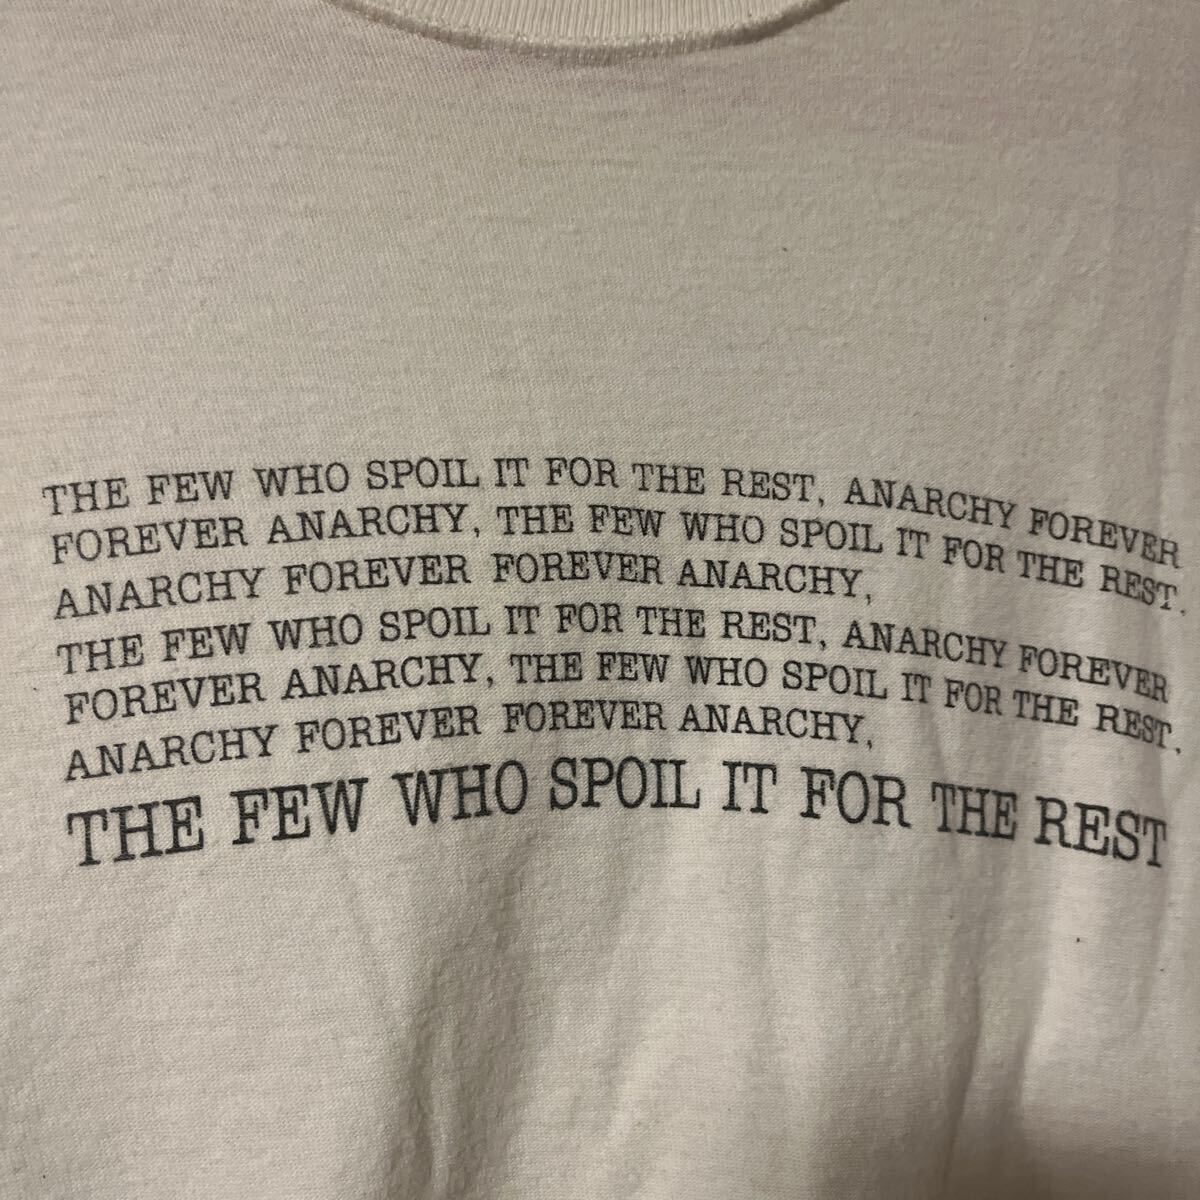 THE FEW WHO SPOIL IT FOR THE REST, ANARCHY FOREVER
FOREVER ANARCHY, THE FEW WHO SPOIL IT FOR THE REST.
ANARCHY FOREVER FOREVER ANARCHY,
THE FEW WHO SPOIL IT FOR THE REST, ANARCHY FOREVER
FOREVER ANARCHY, THE FEW WHO SPOIL IT FOR THE REST.
ANARCHY FOREVER FOREVER ANARCHY,
THE FEW WHO SPOIL IT FOR THE REST